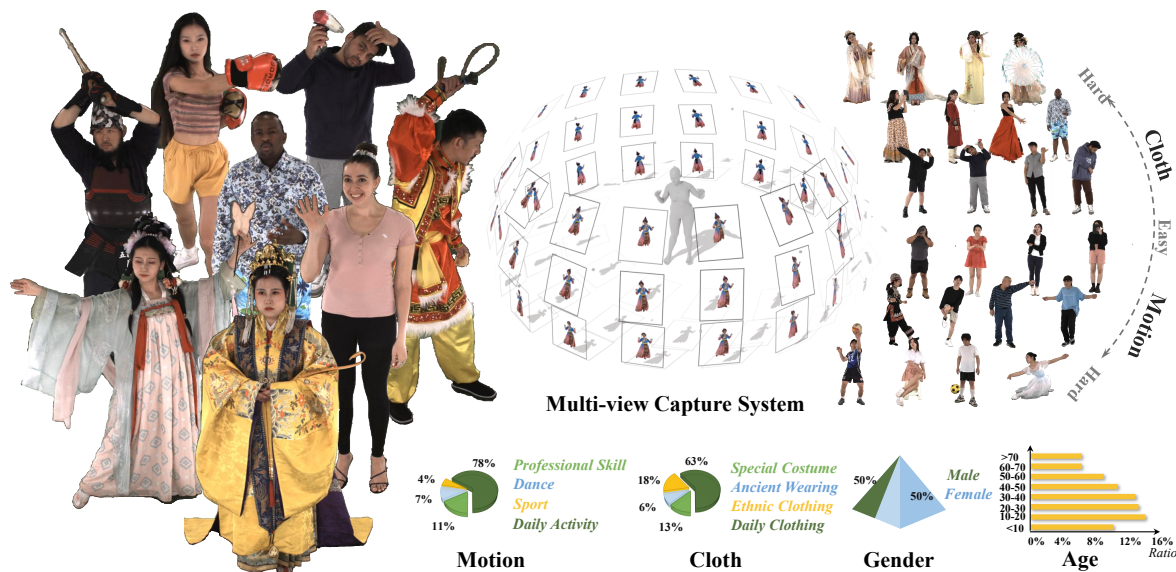 Hard
Cloth
Easy
Motion
Hard
Multi-view Capture System
78%
4%
7%
11%
Professional Skill
Dance
Sport
Daily Activity
Motion
63%
18%
6%
13%
Special Costume
Ancient Wearing
Ethnic Clothing
Daily Clothing
Cloth
50%
50%
Male
Female
Gender
>70
60-70
50-60
40-50
30-40
20-30
10-20
<10
0% 4% 8% 12% 16%
Ratio
Age